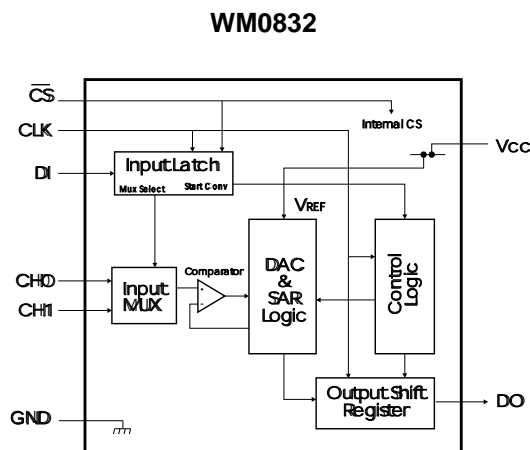 WM0832
CS
CLK
DI
CH0
CH1
GND
Internal CS
Vcc
Input Latch
Mux Select
Start Conv
VREF
Input
MUX
Comparator
+
-
DAC
&
SAR
Logic
Control
Logic
Output Shift
Register
DO